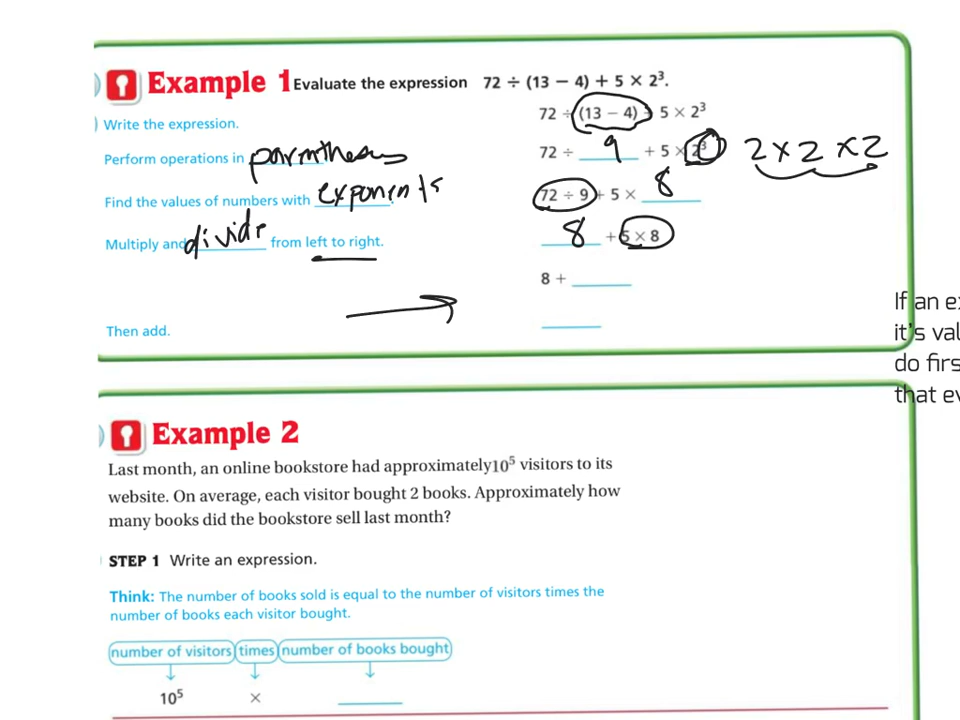 Example 1 Evaluate the expression 72 ÷ (13 − 4) + 5 × 2³.
Write the expression.
72 ÷ (13 − 4) + 5 × 2³
Perform operations in parentheses
72 ÷ 9 + 5 × 2³ 2 × 2 × 2
Find the values of numbers with exponents.
72 ÷ 9 + 5 × 8
Multiply and divide from left to right.
8 + 5 × 8
8 + ______
Then add.
______
If an ex
it's val
do firs
that ev
Example 2
Last month, an online bookstore had approximately 10⁵ visitors to its
website. On average, each visitor bought 2 books. Approximately how
many books did the bookstore sell last month?
STEP 1 Write an expression.
Think: The number of books sold is equal to the number of visitors times the
number of books each visitor bought.
number of visitors times number of books bought
10⁵ × ______